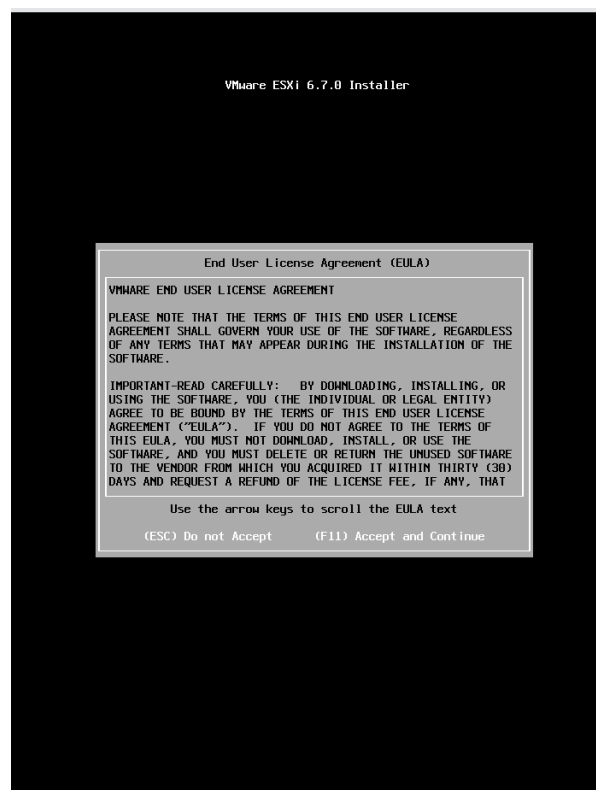 VMware ESXi 6.7.0 Installer
End User License Agreement (EULA)
VMWARE END USER LICENSE AGREEMENT
PLEASE NOTE THAT THE TERMS OF THIS END USER LICENSE
AGREEMENT SHALL GOVERN YOUR USE OF THE SOFTWARE, REGARDLESS
OF ANY TERMS THAT MAY APPEAR DURING THE INSTALLATION OF THE
SOFTWARE.
IMPORTANT-READ CAREFULLY:   BY DOWNLOADING, INSTALLING, OR
USING THE SOFTWARE, YOU (THE INDIVIDUAL OR LEGAL ENTITY)
AGREE TO BE BOUND BY THE TERMS OF THIS END USER LICENSE
AGREEMENT ("EULA").  IF YOU DO NOT AGREE TO THE TERMS OF
THIS EULA, YOU MUST NOT DOWNLOAD, INSTALL, OR USE THE
SOFTWARE, AND YOU MUST DELETE OR RETURN THE UNUSED SOFTWARE
TO THE VENDOR FROM WHICH YOU ACQUIRED IT WITHIN THIRTY (30)
DAYS AND REQUEST A REFUND OF THE LICENSE FEE, IF ANY, THAT
Use the arrow keys to scroll the EULA text
(ESC) Do not Accept      (F11) Accept and Continue